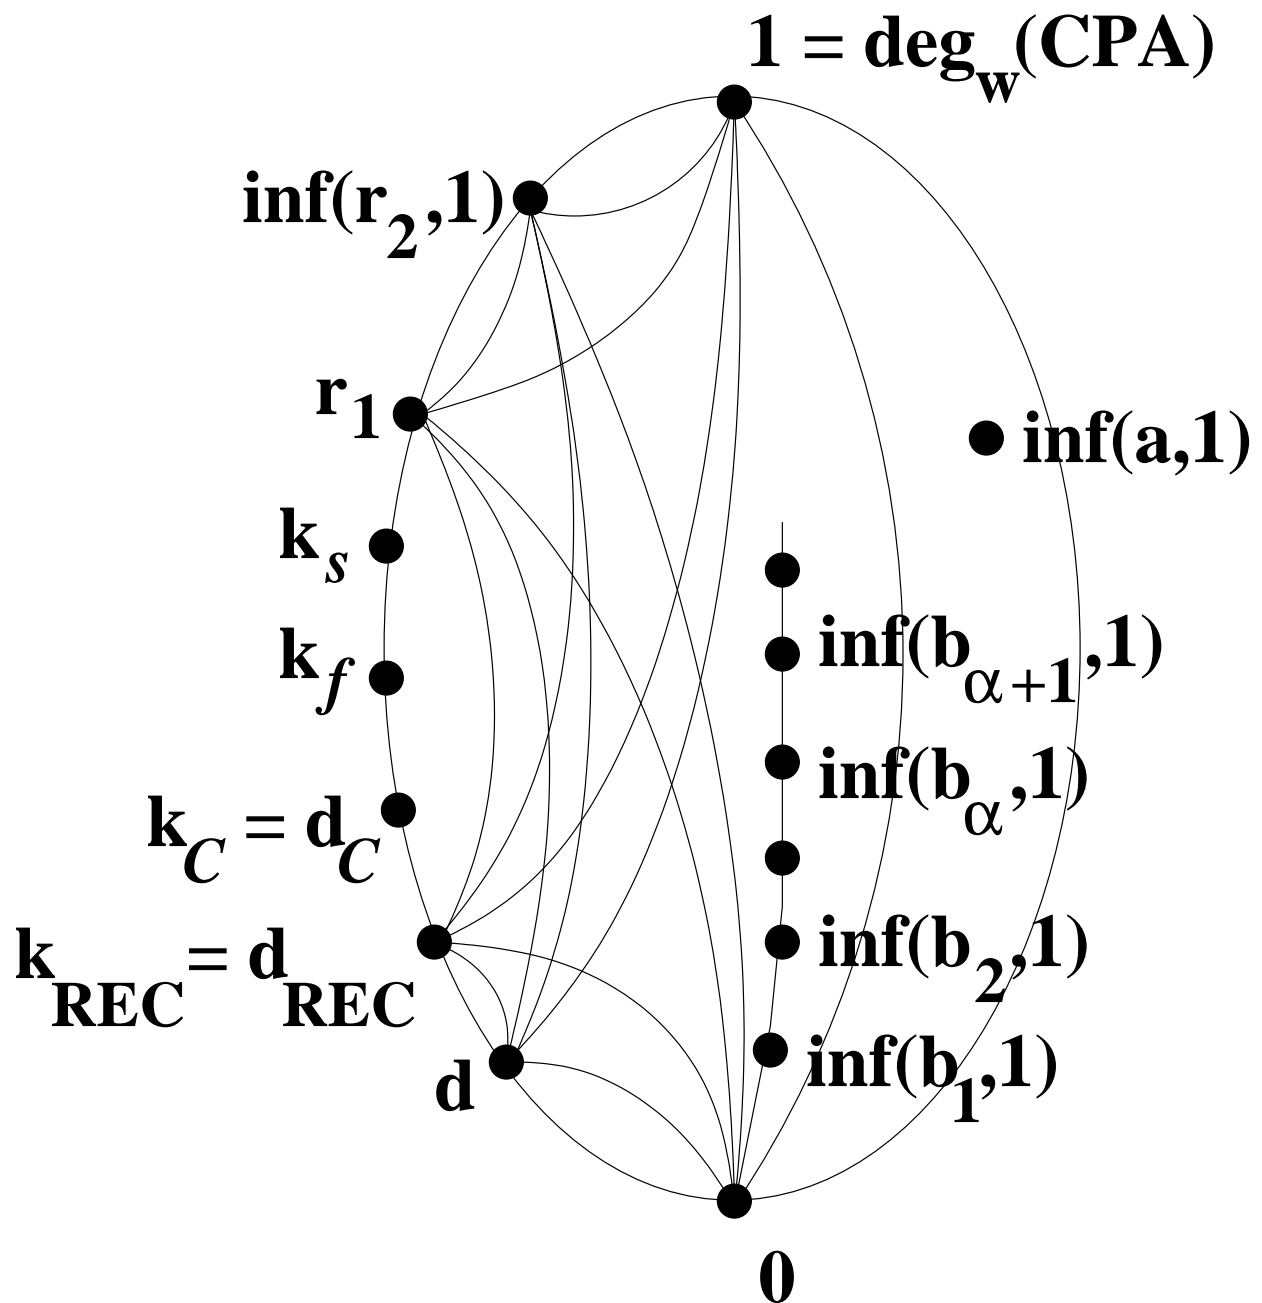 1 = deg_w(CPA)
inf(r_2,1)
r_1
inf(a,1)
k_s
inf(b_{α+1},1)
k_f
inf(b_α,1)
k_C = d_C
inf(b_2,1)
k_REC = d_REC
inf(b_1,1)
d
0